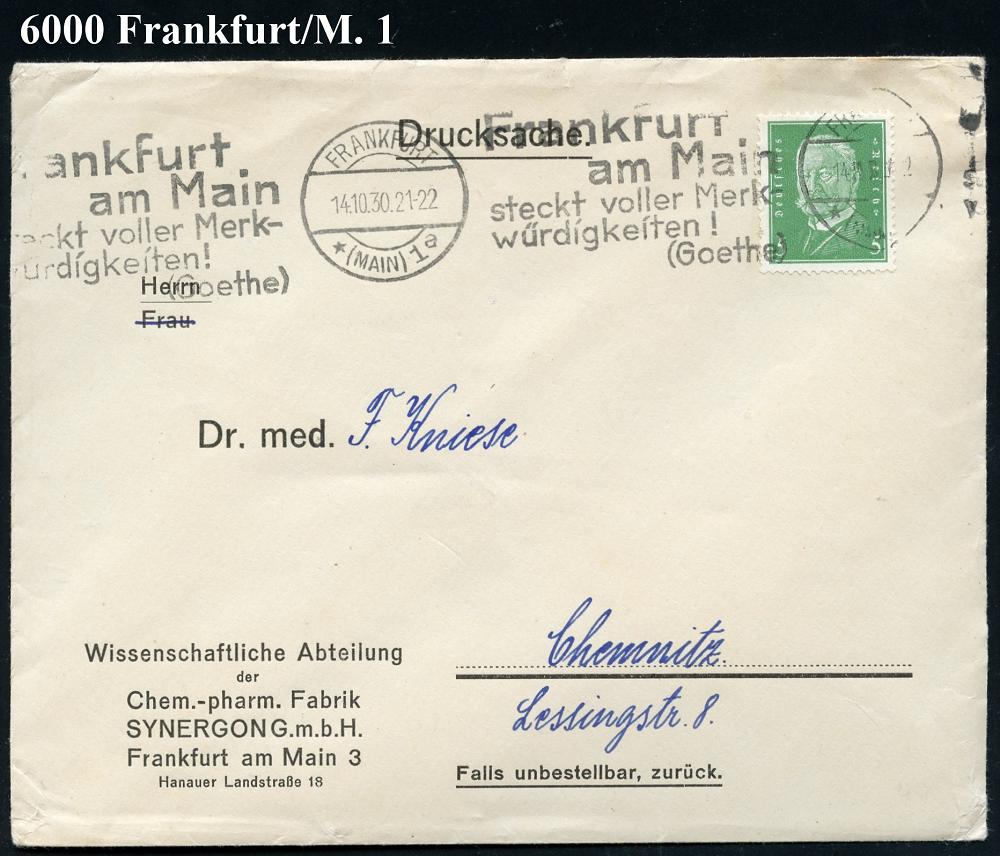 6000 Frankfurt/M. 1
Drucksache.
ankfurt
am Main
eckt voller Merk-
ürdigkeiten!
(Goethe)
FRANKFURT
14.10.30.21-22
★ (MAIN) 1a
Frankfurt
am Main
steckt voller Merk-
würdigkeiten!
(Goethe)
Deutsches Reich
5 5
Herrn
Frau
Dr. med. F. Kniese
Chemnitz.
Lessingstr. 8.
Falls unbestellbar, zurück.
Wissenschaftliche Abteilung
der
Chem.-pharm. Fabrik
SYNERGON G.m.b.H.
Frankfurt am Main 3
Hanauer Landstraße 18